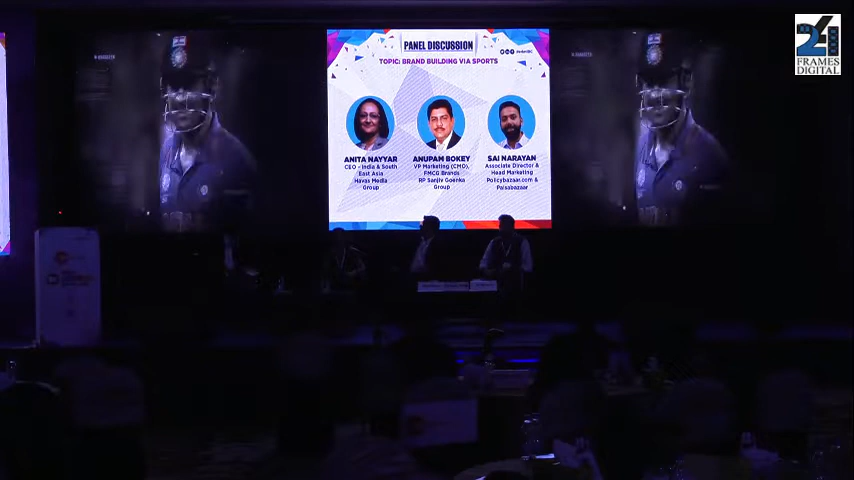 PANEL DISCUSSION
TOPIC: BRAND BUILDING VIA SPORTS
ANITA NAYYAR
CEO - India & South
East Asia
Havas Media
Group
ANUPAM BOKEY
VP Marketing (CMO),
FMCG Brands
RP Sanjiv Goenka
Group
SAI NARAYAN
Associate Director &
Head Marketing
Policybazaar.com &
Paisabazaar
24
FRAMES
DIGITAL